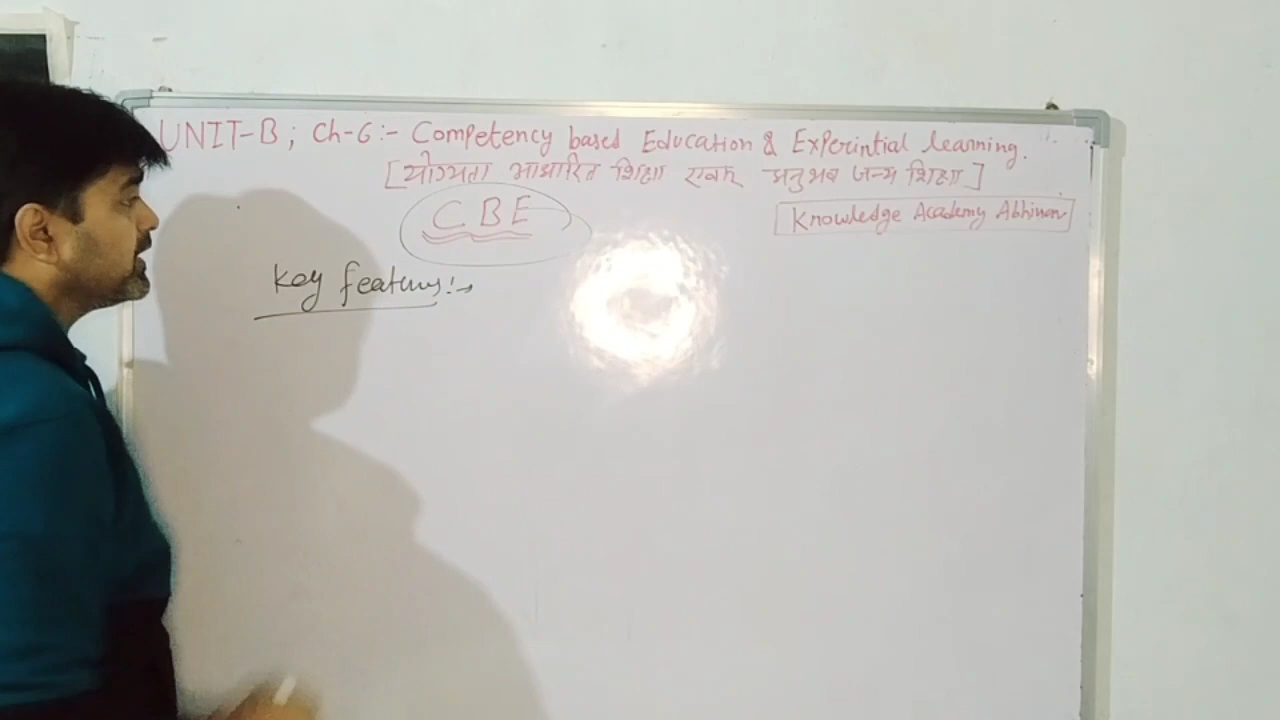 UNIT-B ; Ch-6 :- Competency based Education & Experintial learning.
[योग्यता आधारित शिक्षा एवम् अनुभव जन्य शिक्षा]
CBE
Knowledge Academy Abhinav
Key features :→